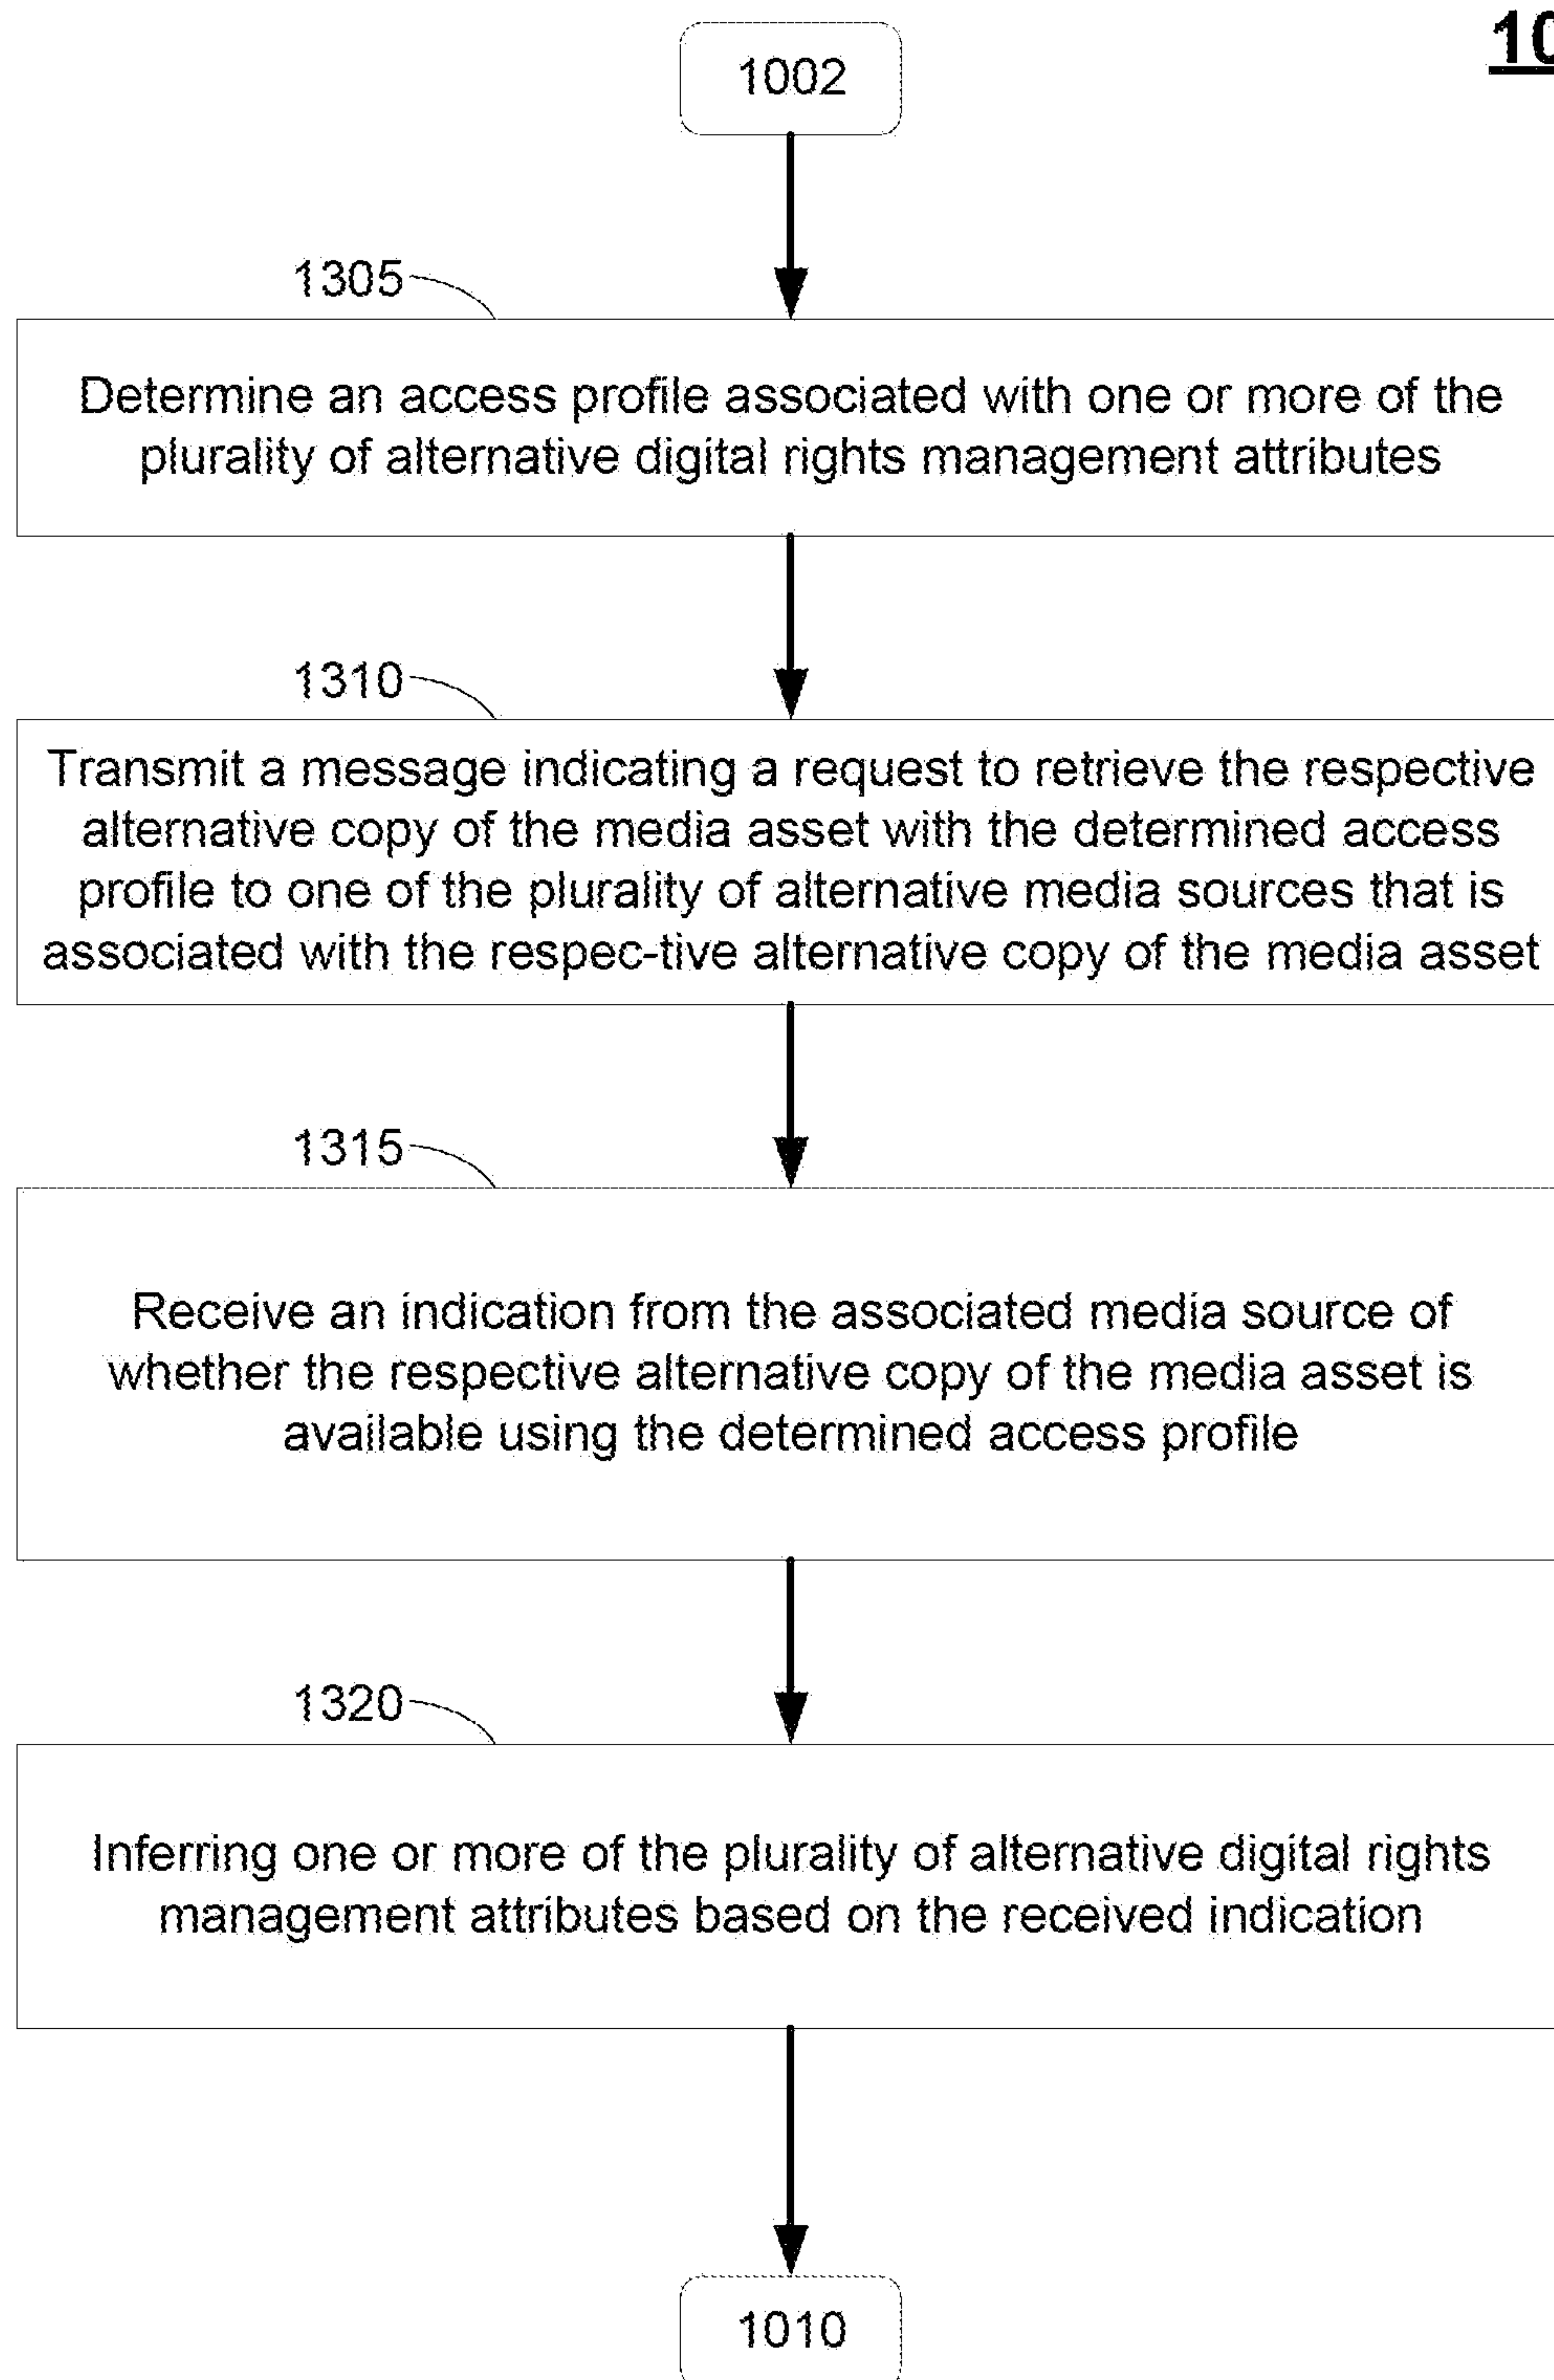 10
1002
1305
Determine an access profile associated with one or more of the
plurality of alternative digital rights management attributes
1310
Transmit a message indicating a request to retrieve the respective
alternative copy of the media asset with the determined access
profile to one of the plurality of alternative media sources that is
associated with the respec-tive alternative copy of the media asset
1315
Receive an indication from the associated media source of
whether the respective alternative copy of the media asset is
available using the determined access profile
1320
Inferring one or more of the plurality of alternative digital rights
management attributes based on the received indication
1010